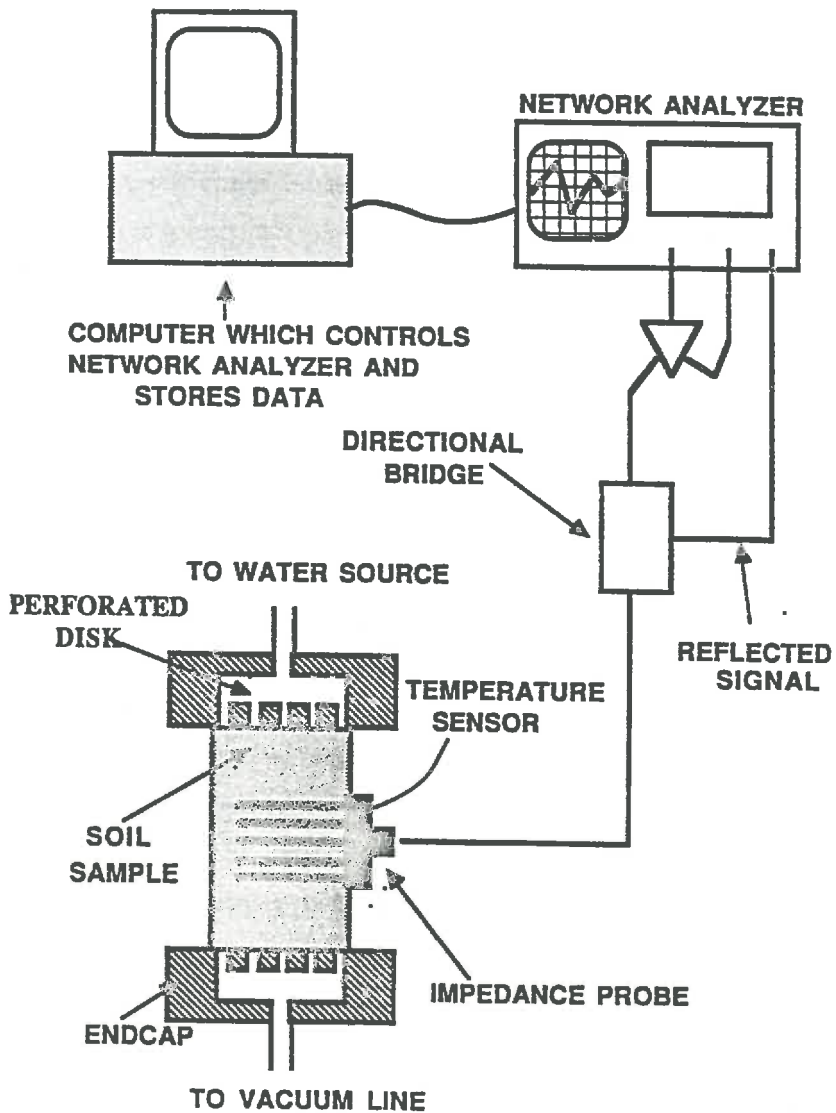 NETWORK ANALYZER
COMPUTER WHICH CONTROLS
NETWORK ANALYZER AND
STORES DATA
DIRECTIONAL
BRIDGE
TO WATER SOURCE
PERFORATED
DISK
REFLECTED
SIGNAL
TEMPERATURE
SENSOR
SOIL
SAMPLE
IMPEDANCE PROBE
ENDCAP
TO VACUUM LINE